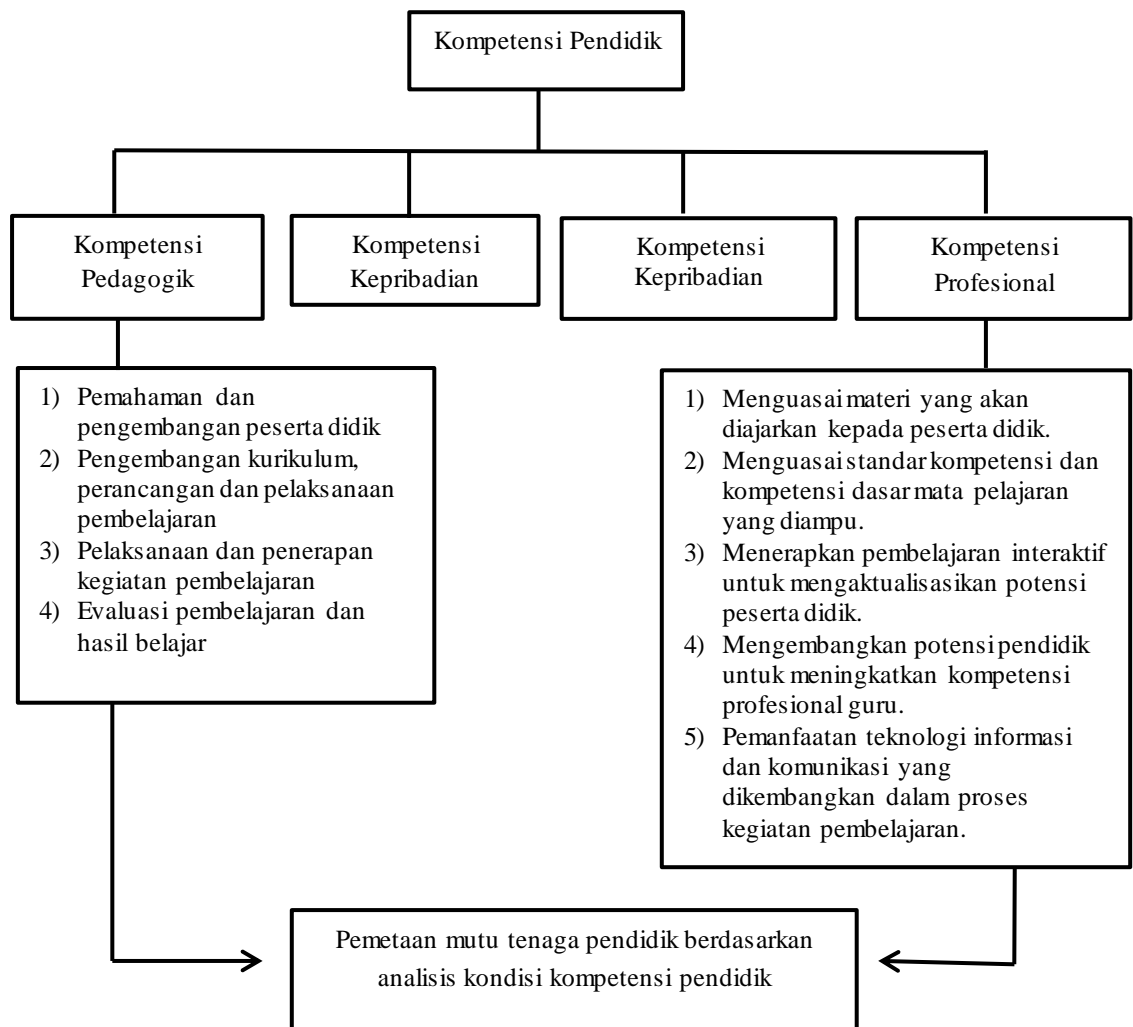 Kompetensi Pendidik
Kompetensi
Pedagogik
Kompetensi
Kepribadian
Kompetensi
Kepribadian
Kompetensi
Profesional
1) Pemahaman dan
pengembangan peserta didik
2) Pengembangan kurikulum,
perancangan dan pelaksanaan
pembelajaran
3) Pelaksanaan dan penerapan
kegiatan pembelajaran
4) Evaluasi pembelajaran dan
hasil belajar
1) Menguasai materi yang akan
diajarkan kepada peserta didik.
2) Menguasai standar kompetensi dan
kompetensi dasar mata pelajaran
yang diampu.
3) Menerapkan pembelajaran interaktif
untuk mengaktualisasikan potensi
peserta didik.
4) Mengembangkan potensi pendidik
untuk meningkatkan kompetensi
profesional guru.
5) Pemanfaatan teknologi informasi
dan komunikasi yang
dikembangkan dalam proses
kegiatan pembelajaran.
Pemetaan mutu tenaga pendidik berdasarkan
analisis kondisi kompetensi pendidik